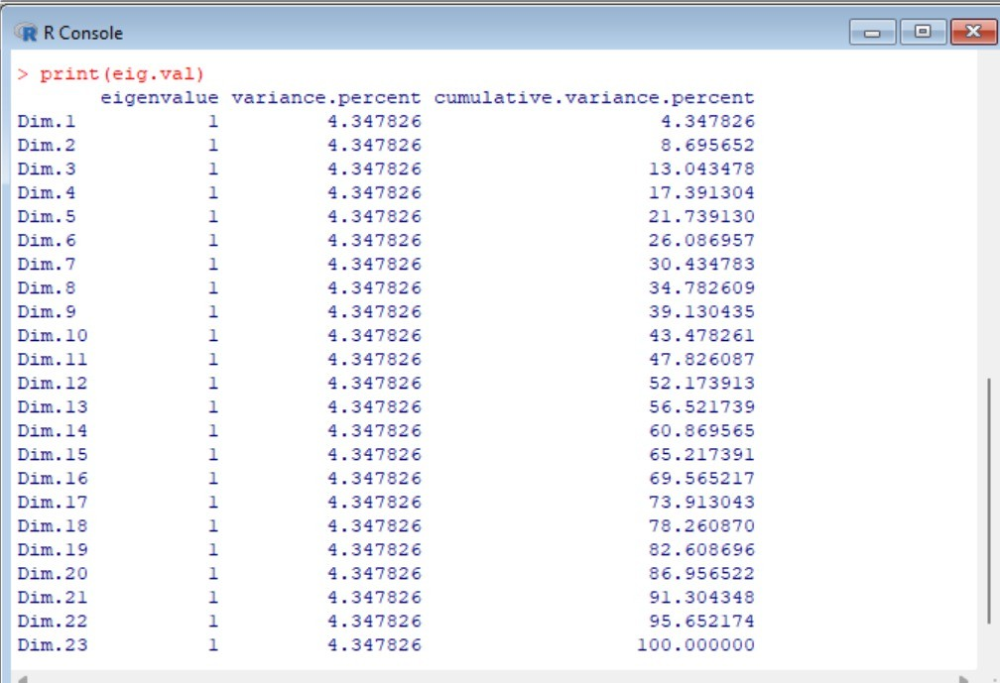 R Console
> print(eig.val)
eigenvalue variance.percent cumulative.variance.percent
Dim.1 1 4.347826 4.347826
Dim.2 1 4.347826 8.695652
Dim.3 1 4.347826 13.043478
Dim.4 1 4.347826 17.391304
Dim.5 1 4.347826 21.739130
Dim.6 1 4.347826 26.086957
Dim.7 1 4.347826 30.434783
Dim.8 1 4.347826 34.782609
Dim.9 1 4.347826 39.130435
Dim.10 1 4.347826 43.478261
Dim.11 1 4.347826 47.826087
Dim.12 1 4.347826 52.173913
Dim.13 1 4.347826 56.521739
Dim.14 1 4.347826 60.869565
Dim.15 1 4.347826 65.217391
Dim.16 1 4.347826 69.565217
Dim.17 1 4.347826 73.913043
Dim.18 1 4.347826 78.260870
Dim.19 1 4.347826 82.608696
Dim.20 1 4.347826 86.956522
Dim.21 1 4.347826 91.304348
Dim.22 1 4.347826 95.652174
Dim.23 1 4.347826 100.000000